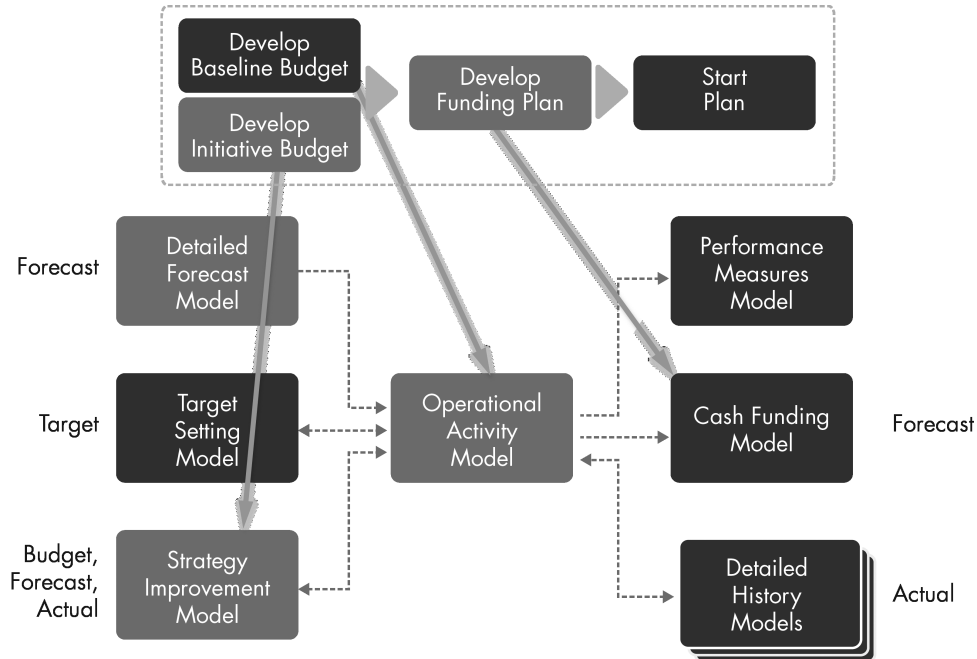 Develop
Baseline Budget
Develop
Initiative Budget
Develop
Funding Plan
Start
Plan
Forecast
Detailed
Forecast
Model
Performance
Measures
Model
Target
Target
Setting
Model
Operational
Activity
Model
Cash Funding
Model
Forecast
Budget,
Forecast,
Actual
Strategy
Improvement
Model
Detailed
History
Models
Actual